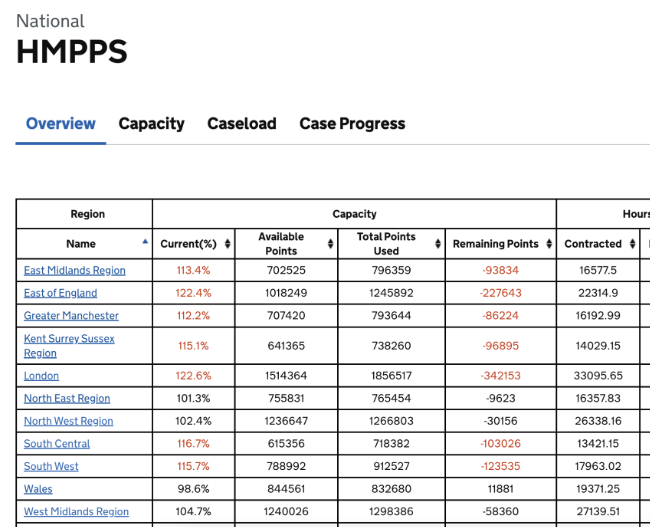 National
HMPPS
Overview Capacity Caseload Case Progress
Region Capacity Hours
Name Current(%) Available Points Total Points Used Remaining Points Contracted
East Midlands Region 113.4% 702525 796359 -93834 16577.5
East of England 122.4% 1018249 1245892 -227643 22314.9
Greater Manchester 112.2% 707420 793644 -86224 16192.99
Kent Surrey Sussex Region 115.1% 641365 738260 -96895 14029.15
London 122.6% 1514364 1856517 -342153 33095.65
North East Region 101.3% 755831 765454 -9623 16357.83
North West Region 102.4% 1236647 1266803 -30156 26338.16
South Central 116.7% 615356 718382 -103026 13421.15
South West 115.7% 788992 912527 -123535 17963.02
Wales 98.6% 844561 832680 11881 19371.25
West Midlands Region 104.7% 1240026 1298386 -58360 27139.51